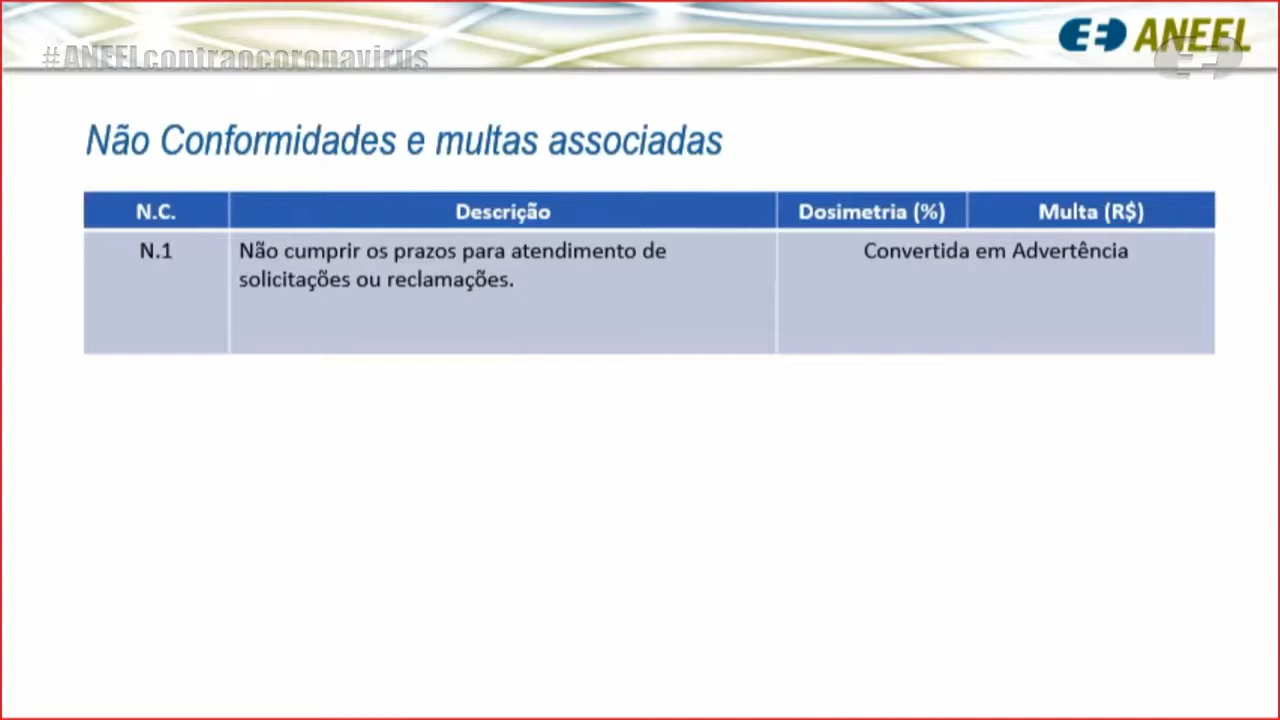 #ANEELcontraocoronavirus
ANEEL
Não Conformidades e multas associadas
N.C. Descrição Dosimetria (%) Multa (R$)
N.1 Não cumprir os prazos para atendimento de Convertida em Advertência
solicitações ou reclamações.